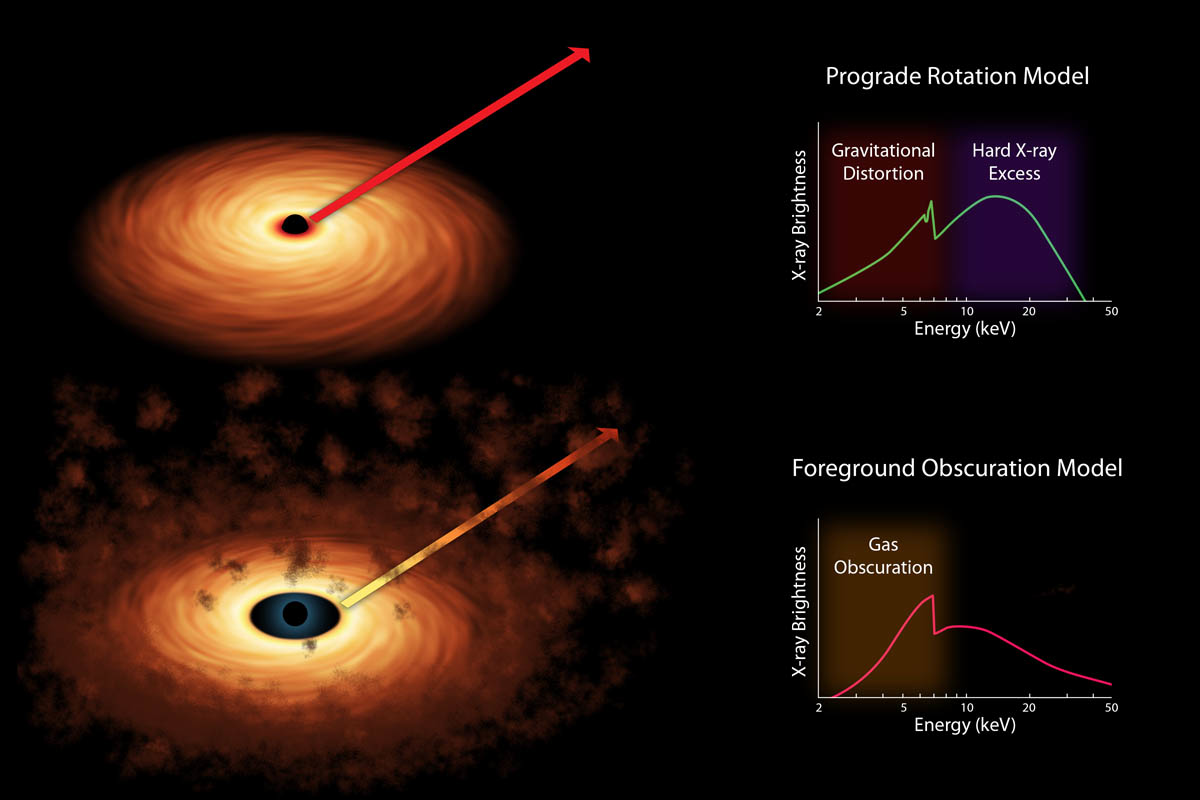 Prograde Rotation Model
Gravitational
Distortion
Hard X-ray
Excess
X-ray Brightness
2 5 10 20 50
Energy (keV)
Foreground Obscuration Model
Gas
Obscuration
X-ray Brightness
2 5 10 20 50
Energy (keV)